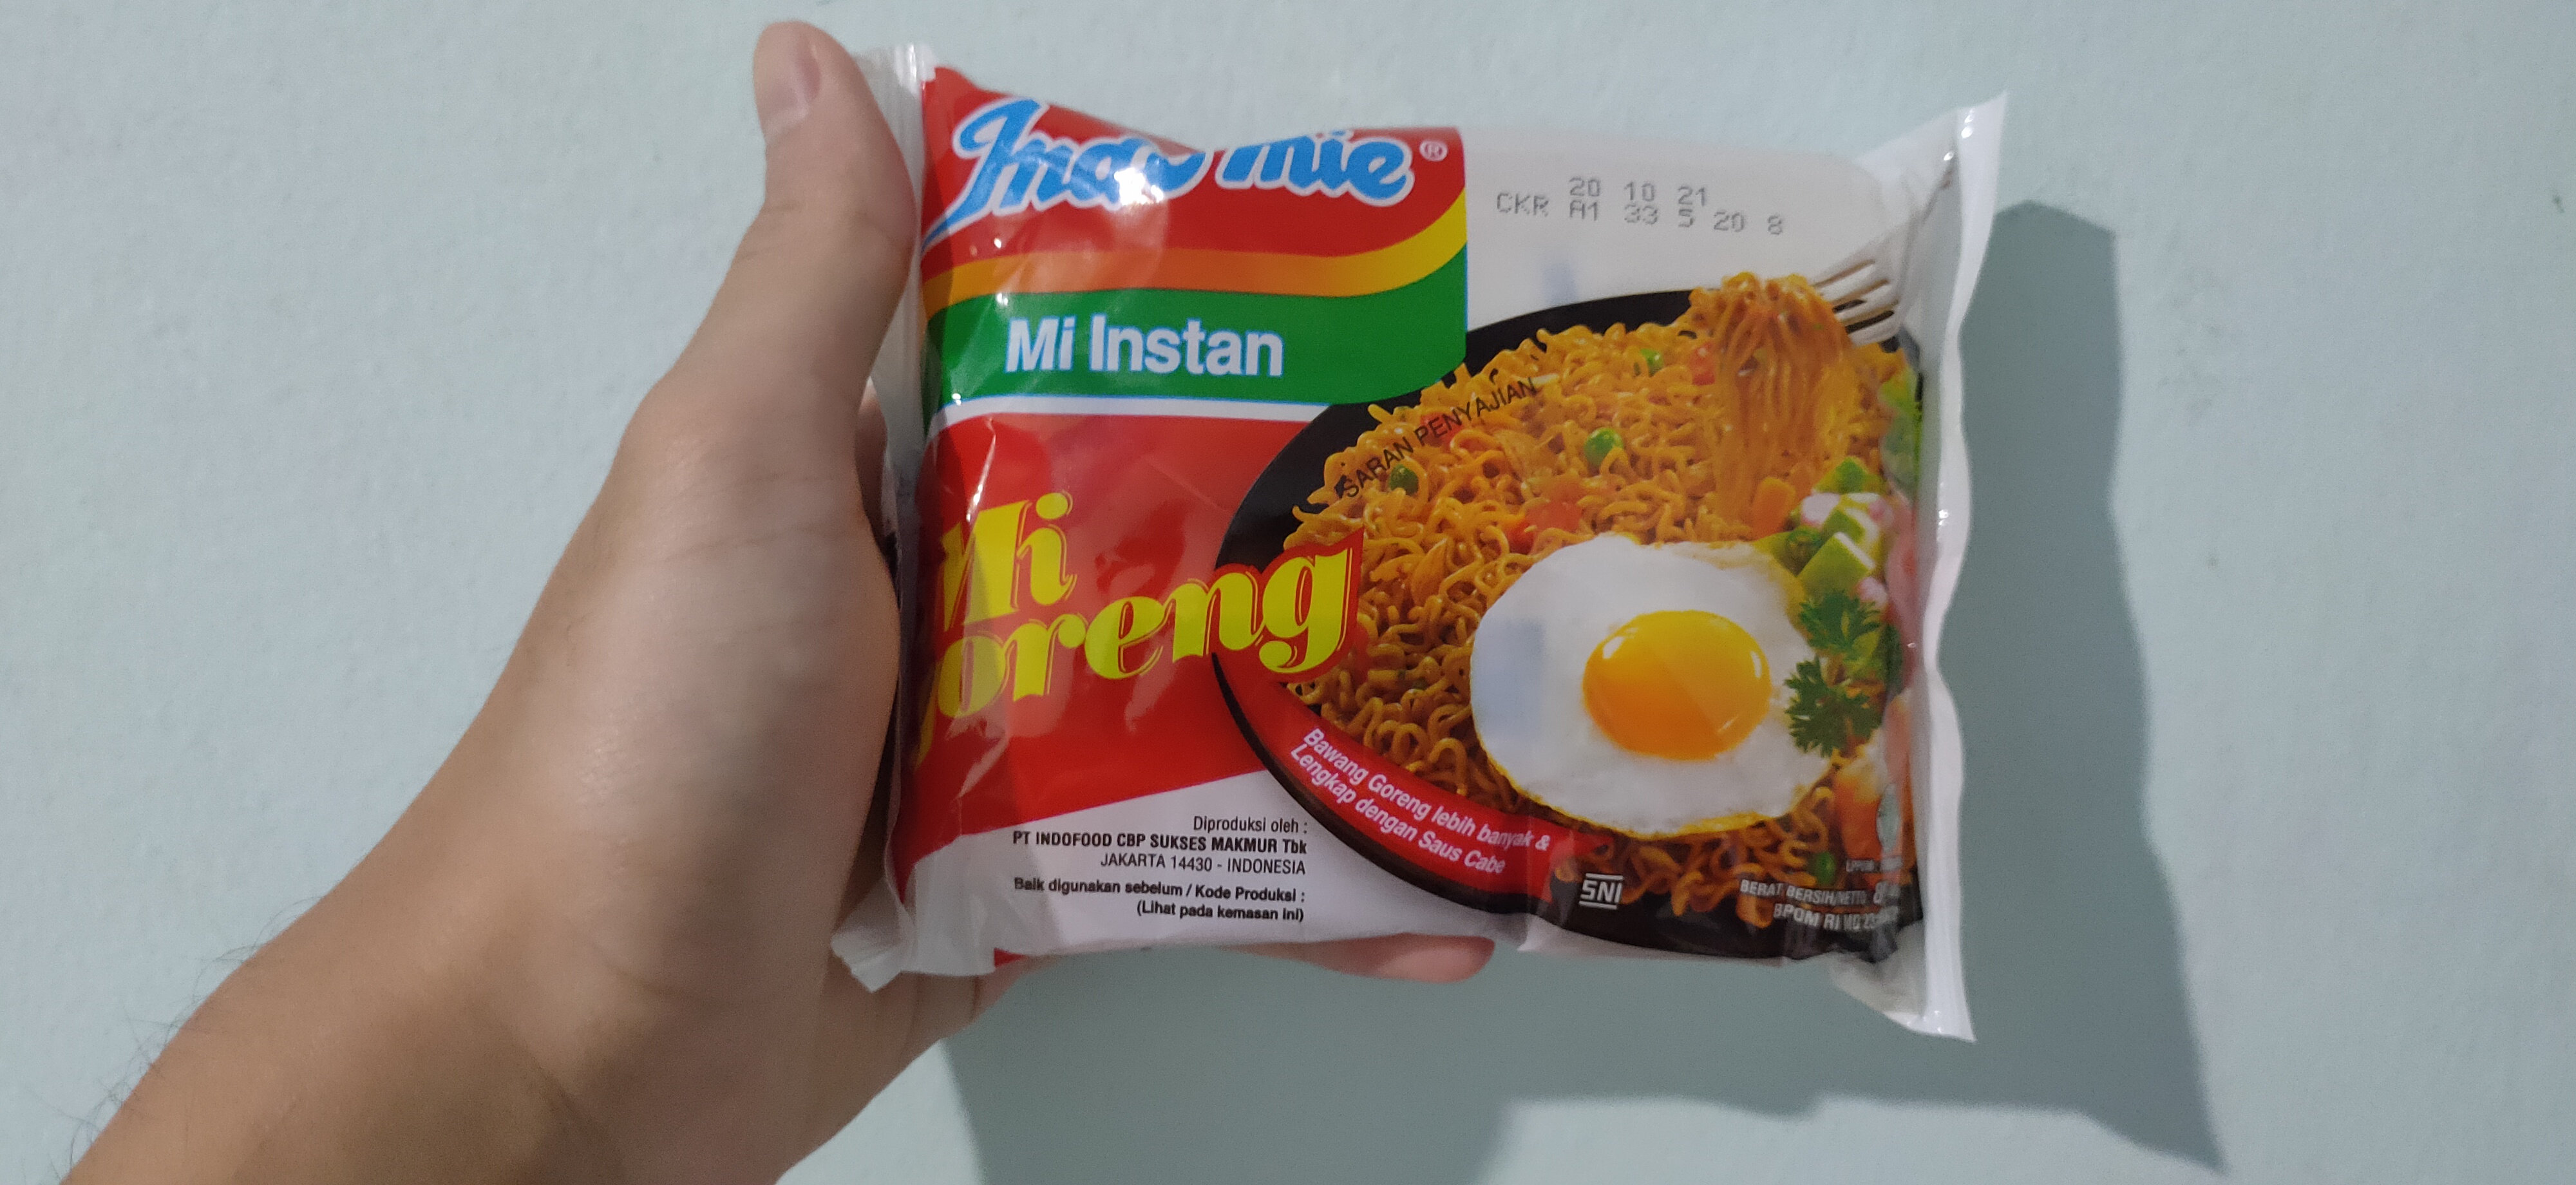 Indomie®
20 10 21
CKR A1 33 5 20 8
Mi Instan
SARAN PENYAJIAN
Mi
goreng
Bawang Goreng lebih banyak &
Lengkap dengan Saus Cabe
Diproduksi oleh :
PT INDOFOOD CBP SUKSES MAKMUR Tbk
JAKARTA 14430 - INDONESIA
Baik digunakan sebelum / Kode Produksi :
(Lihat pada kemasan ini)
SNI
BERAT BERSIH/NETTO
BPOM RI MD